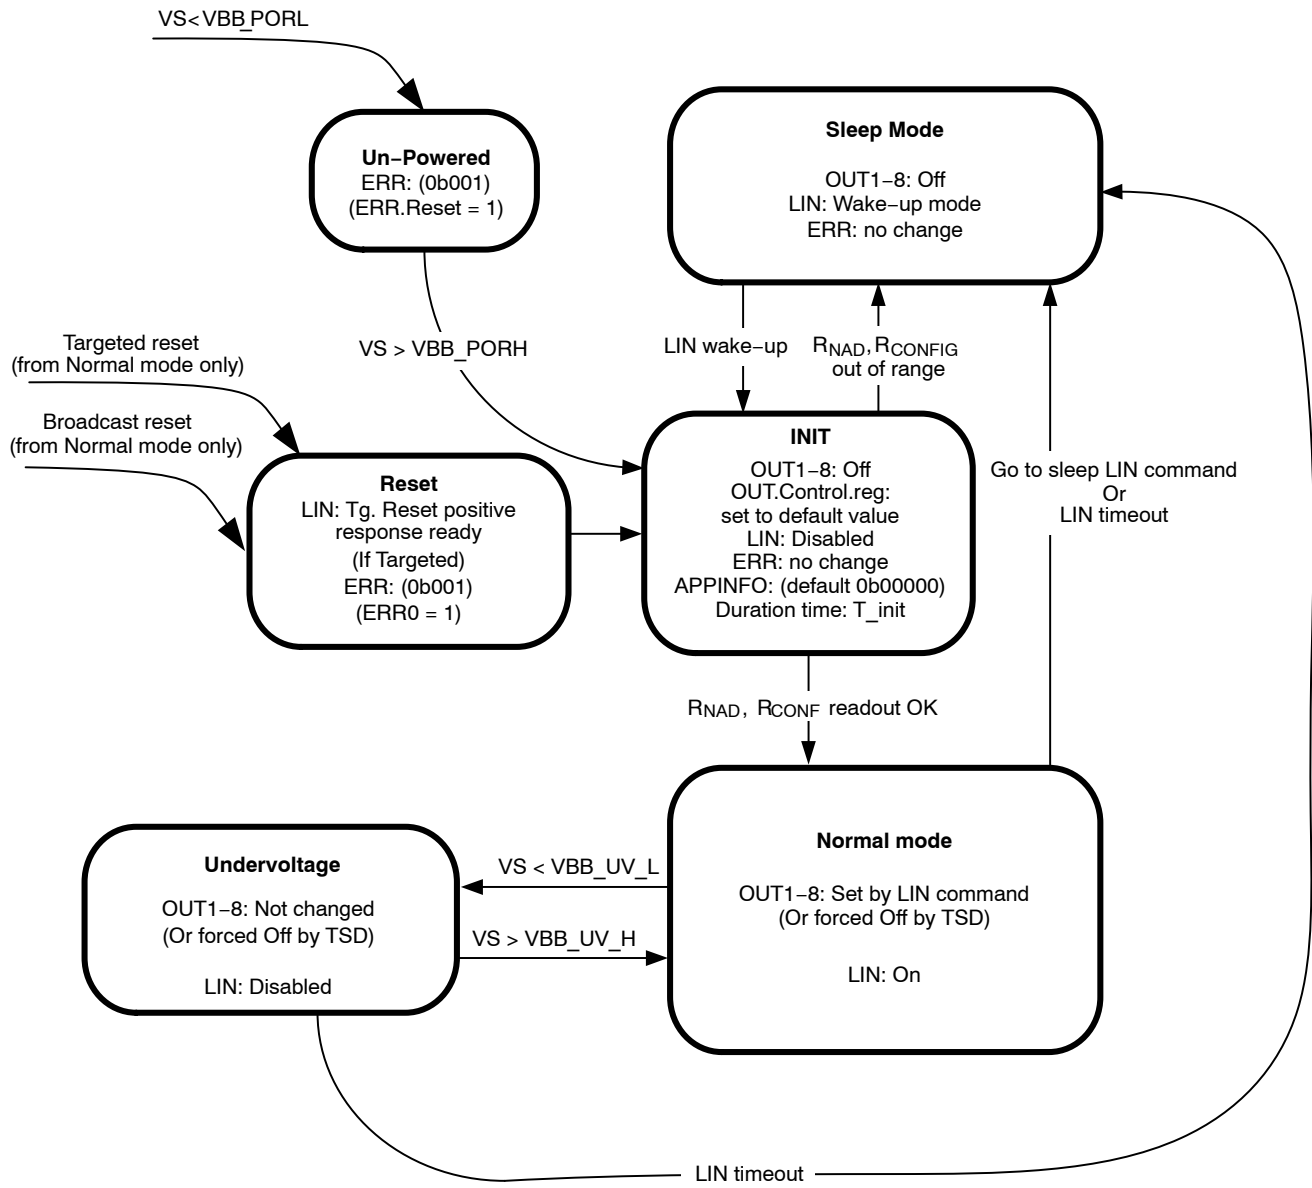 VS<VBB_PORL
Un−Powered
ERR: (0b001)
(ERR.Reset = 1)
Sleep Mode
OUT1−8: Off
LIN: Wake−up mode
ERR: no change
VS > VBB_PORH
LIN wake−up
RNAD, RCONFIG
out of range
Targeted reset
(from Normal mode only)
Broadcast reset
(from Normal mode only)
Reset
LIN: Tg. Reset positive
response ready
(If Targeted)
ERR: (0b001)
(ERR0 = 1)
INIT
OUT1−8: Off
OUT.Control.reg:
set to default value
LIN: Disabled
ERR: no change
APPINFO: (default 0b00000)
Duration time: T_init
Go to sleep LIN command
Or
LIN timeout
RNAD, RCONF readout OK
Undervoltage
OUT1−8: Not changed
(Or forced Off by TSD)
LIN: Disabled
VS < VBB_UV_L
VS > VBB_UV_H
Normal mode
OUT1−8: Set by LIN command
(Or forced Off by TSD)
LIN: On
LIN timeout